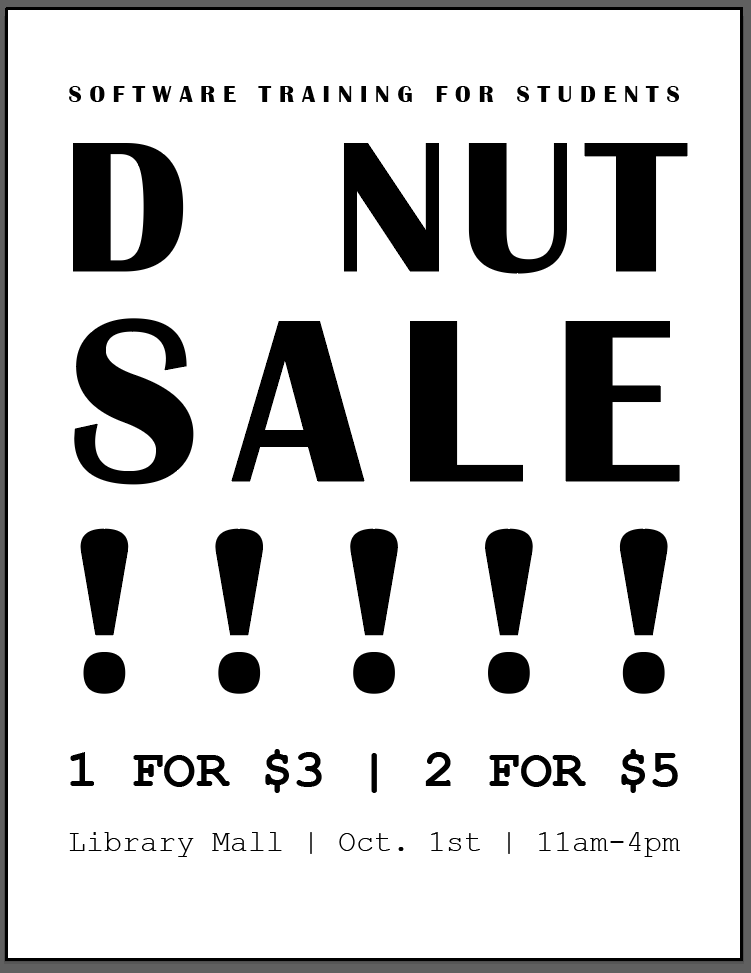 SOFTWARE TRAINING FOR STUDENTS
D NUT
SALE
!!!!!
1 FOR $3 | 2 FOR $5
Library Mall | Oct. 1st | 11am-4pm